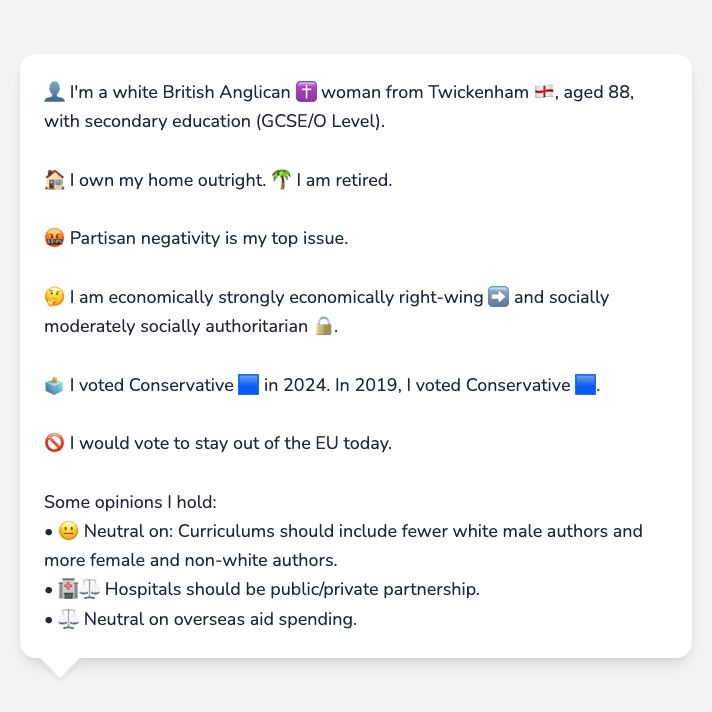 👤 I'm a white British Anglican ✝️ woman from Twickenham 🏴󠁧󠁢󠁥󠁮󠁧󠁿, aged 88,
with secondary education (GCSE/O Level).
🏠 I own my home outright. 🌴 I am retired.
🤬 Partisan negativity is my top issue.
🤔 I am economically strongly economically right-wing ➡️ and socially
moderately socially authoritarian 🔒.
🗳️ I voted Conservative 🟦 in 2024. In 2019, I voted Conservative 🟦.
🚫 I would vote to stay out of the EU today.
Some opinions I hold:
• 😐 Neutral on: Curriculums should include fewer white male authors and
more female and non-white authors.
• 🏥⚖️ Hospitals should be public/private partnership.
• ⚖️ Neutral on overseas aid spending.